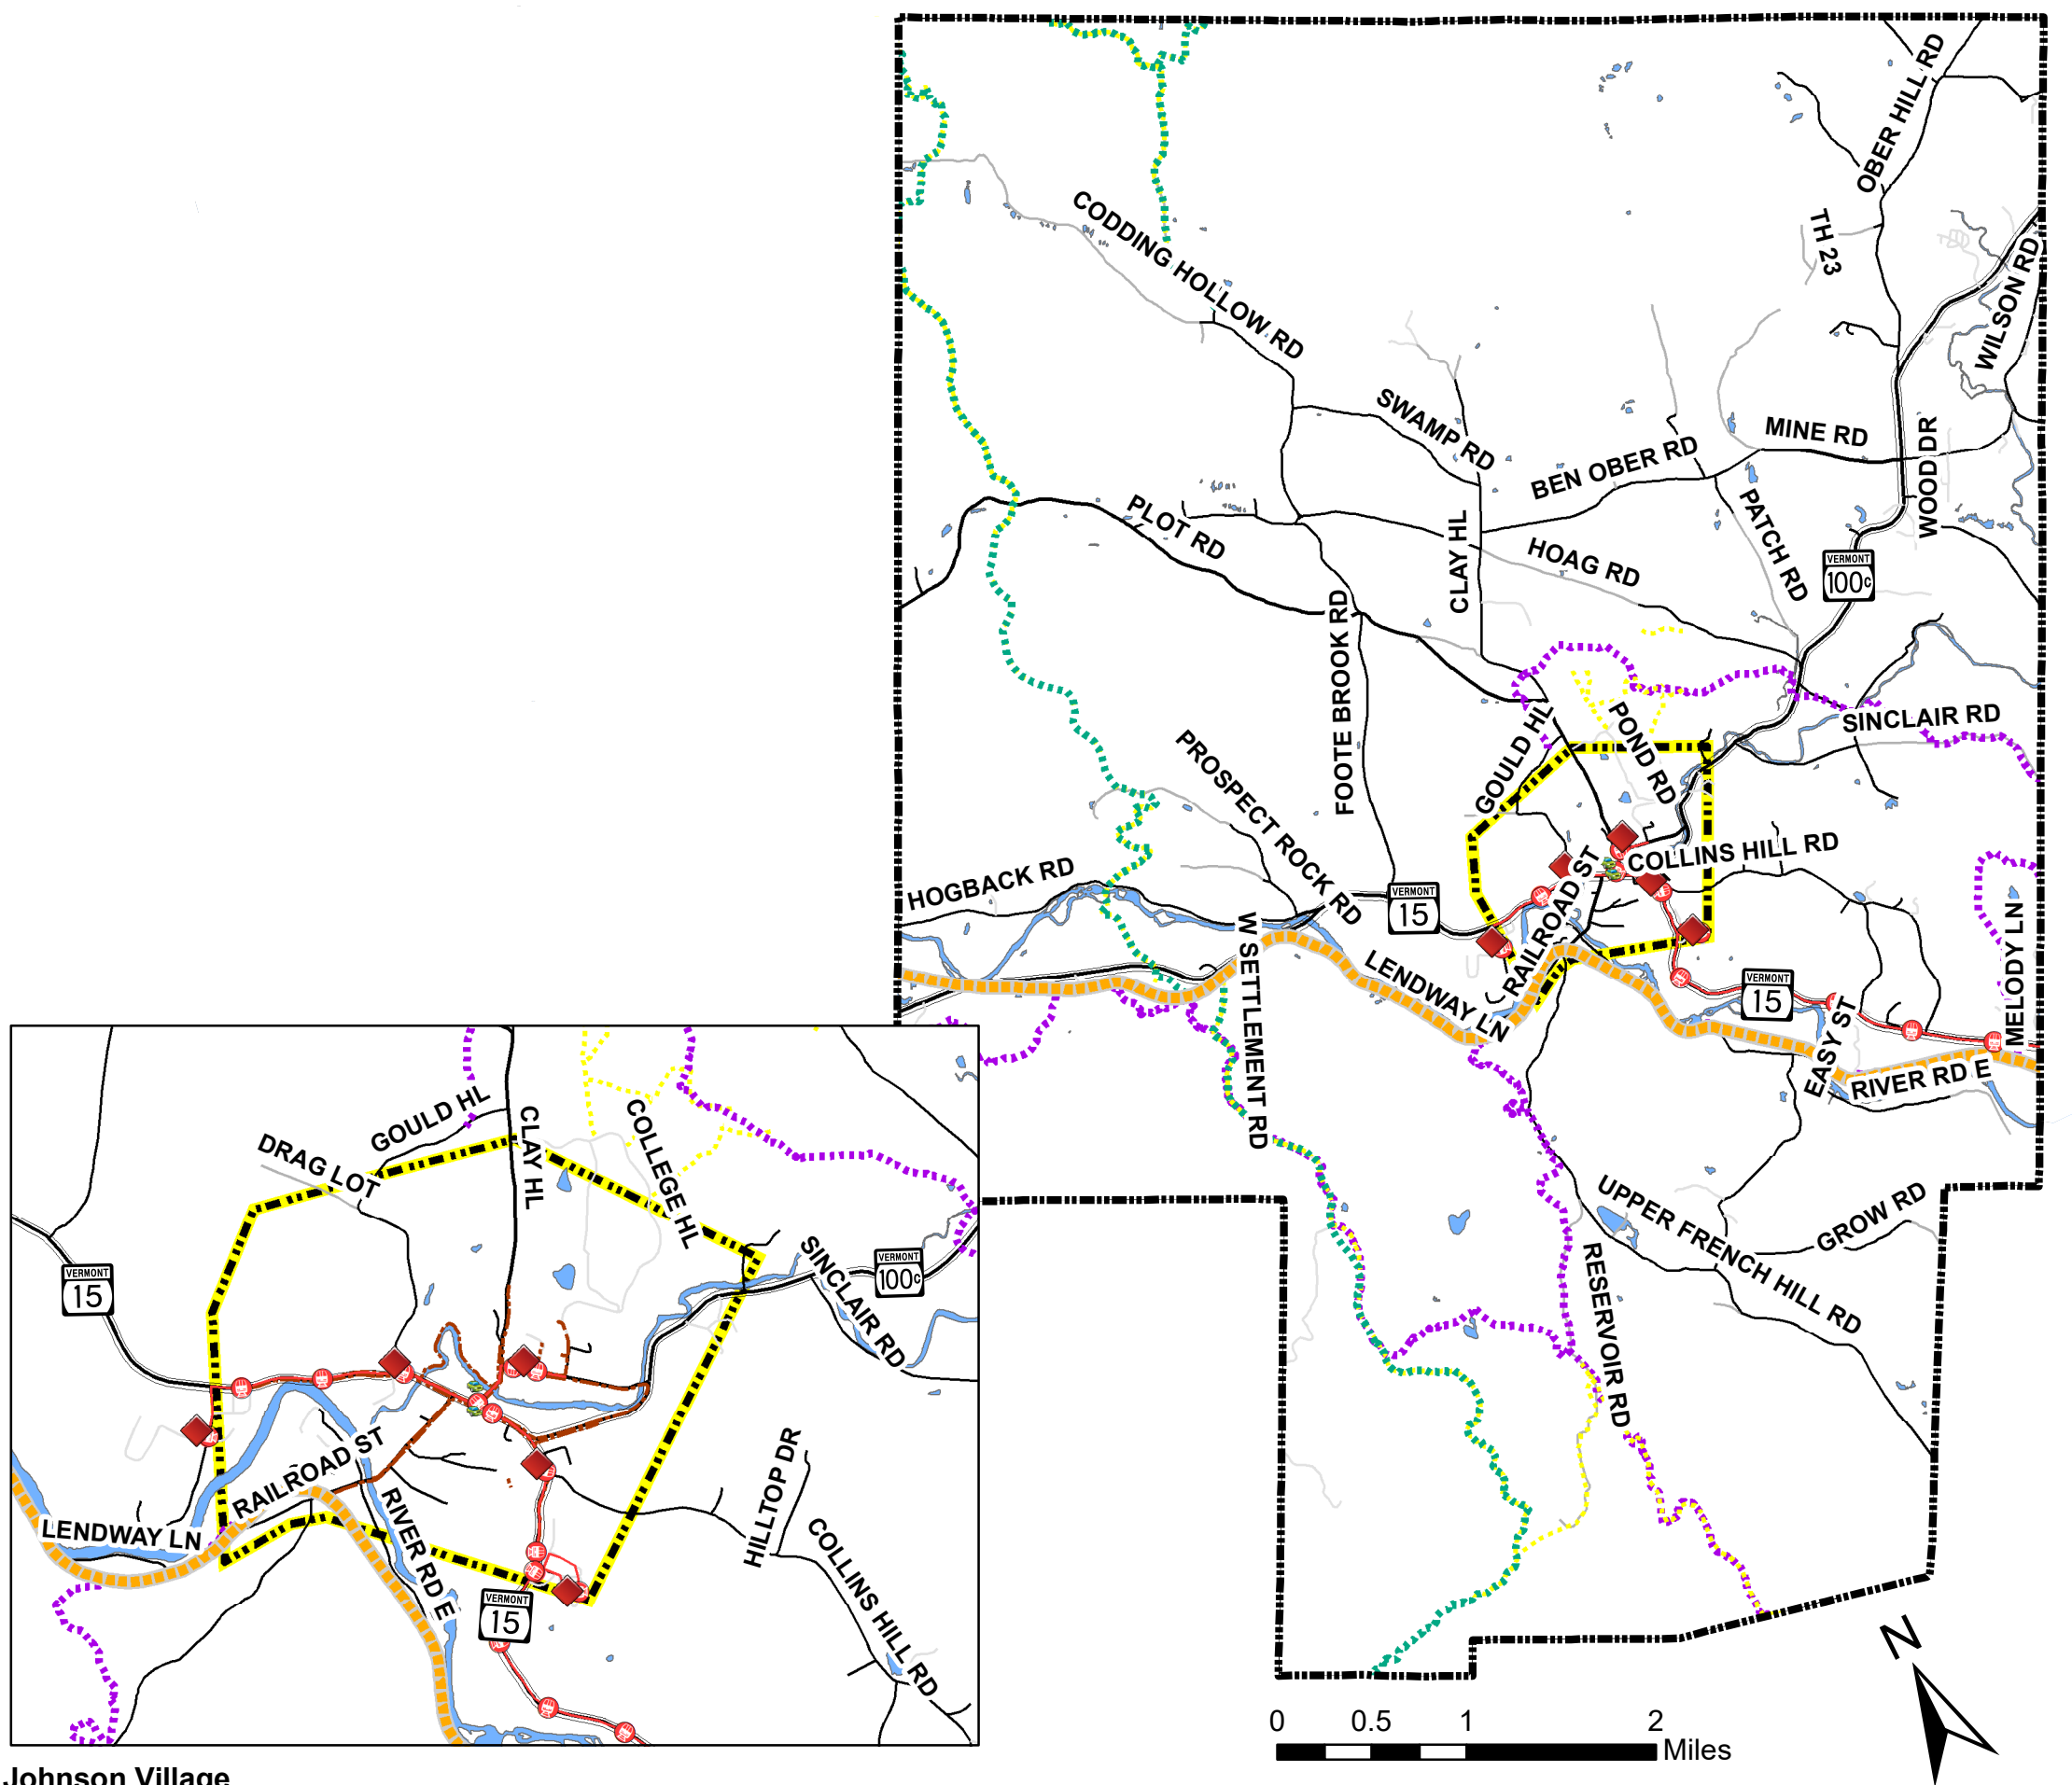 OBER HILL RD
TH 23
WILSON RD
CODDING HOLLOW RD
SWAMP RD
BEN OBER RD
MINE RD
WOOD DR
PLOT RD
CLAY HL
HOAG RD
PATCH RD
VERMONT
100c
FOOTE BROOK RD
GOULD HL
POND RD
SINCLAIR RD
PROSPECT ROCK RD
HOGBACK RD
COLLINS HILL RD
VERMONT
15
RAILROAD ST
W SETTLEMENT RD
LENDWAY LN
VERMONT
15
EASY ST
MELODY LN
RIVER RD E
UPPER FRENCH HILL RD
GROW RD
RESERVOIR RD
GOULD HL
DRAG LOT
CLAY HL
COLLEGE HL
SINCLAIR RD
VERMONT
100c
VERMONT
15
RAILROAD ST
LENDWAY LN
RIVER RD E
HILLTOP DR
COLLINS HILL RD
VERMONT
15
N
0 0.5 1 2
Miles
Johnson Village